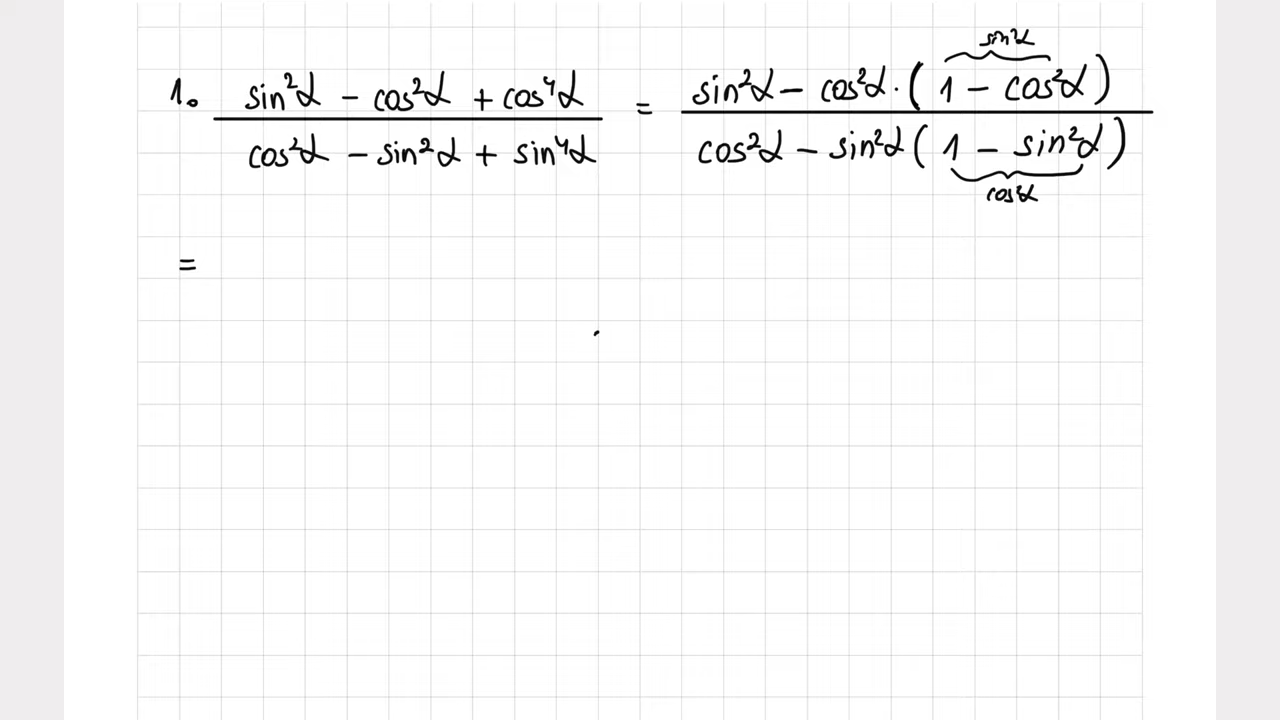 sin²α
1. (sin²α - cos²α + cos⁴α) / (cos²α - sin²α + sin⁴α) = (sin²α - cos²α · (1 - cos²α)) / (cos²α - sin²α (1 - sin²α))
cos²α
=